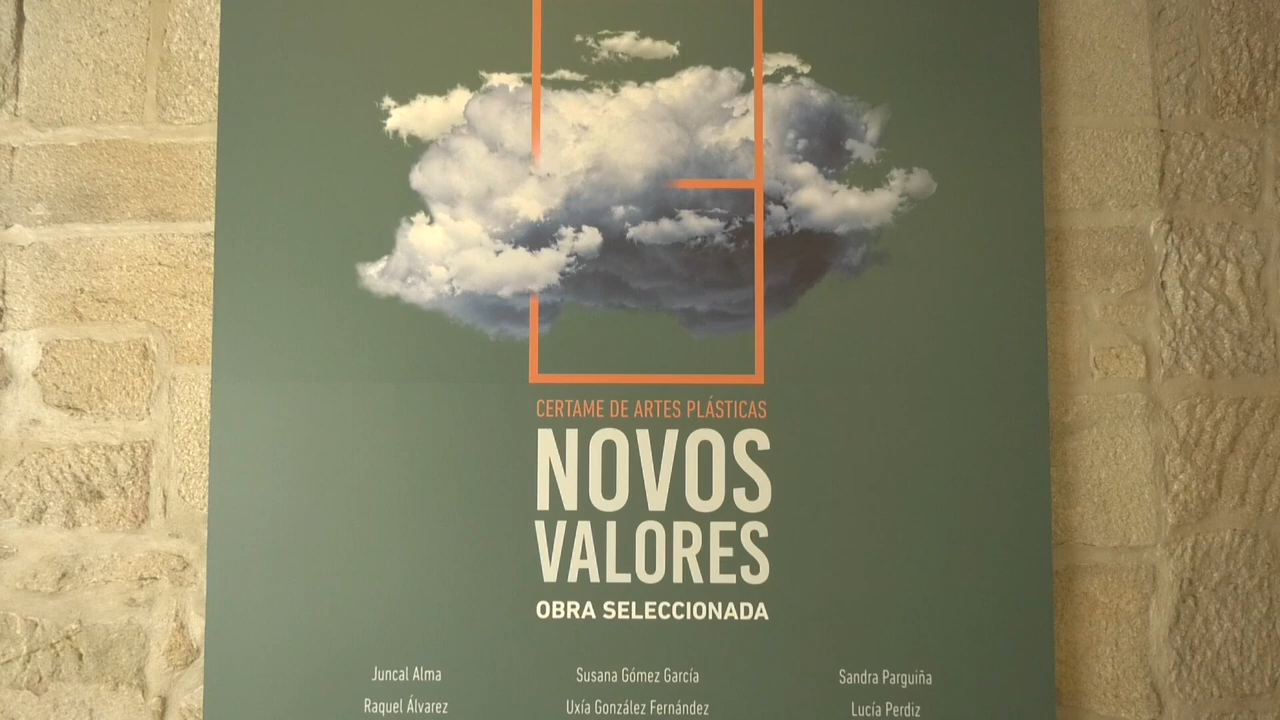 CERTAME DE ARTES PLÁSTICAS
NOVOS
VALORES
OBRA SELECCIONADA
Juncal Alma
Susana Gómez García
Sandra Parguiña
Raquel Álvarez
Uxía González Fernández
Lucía Perdiz